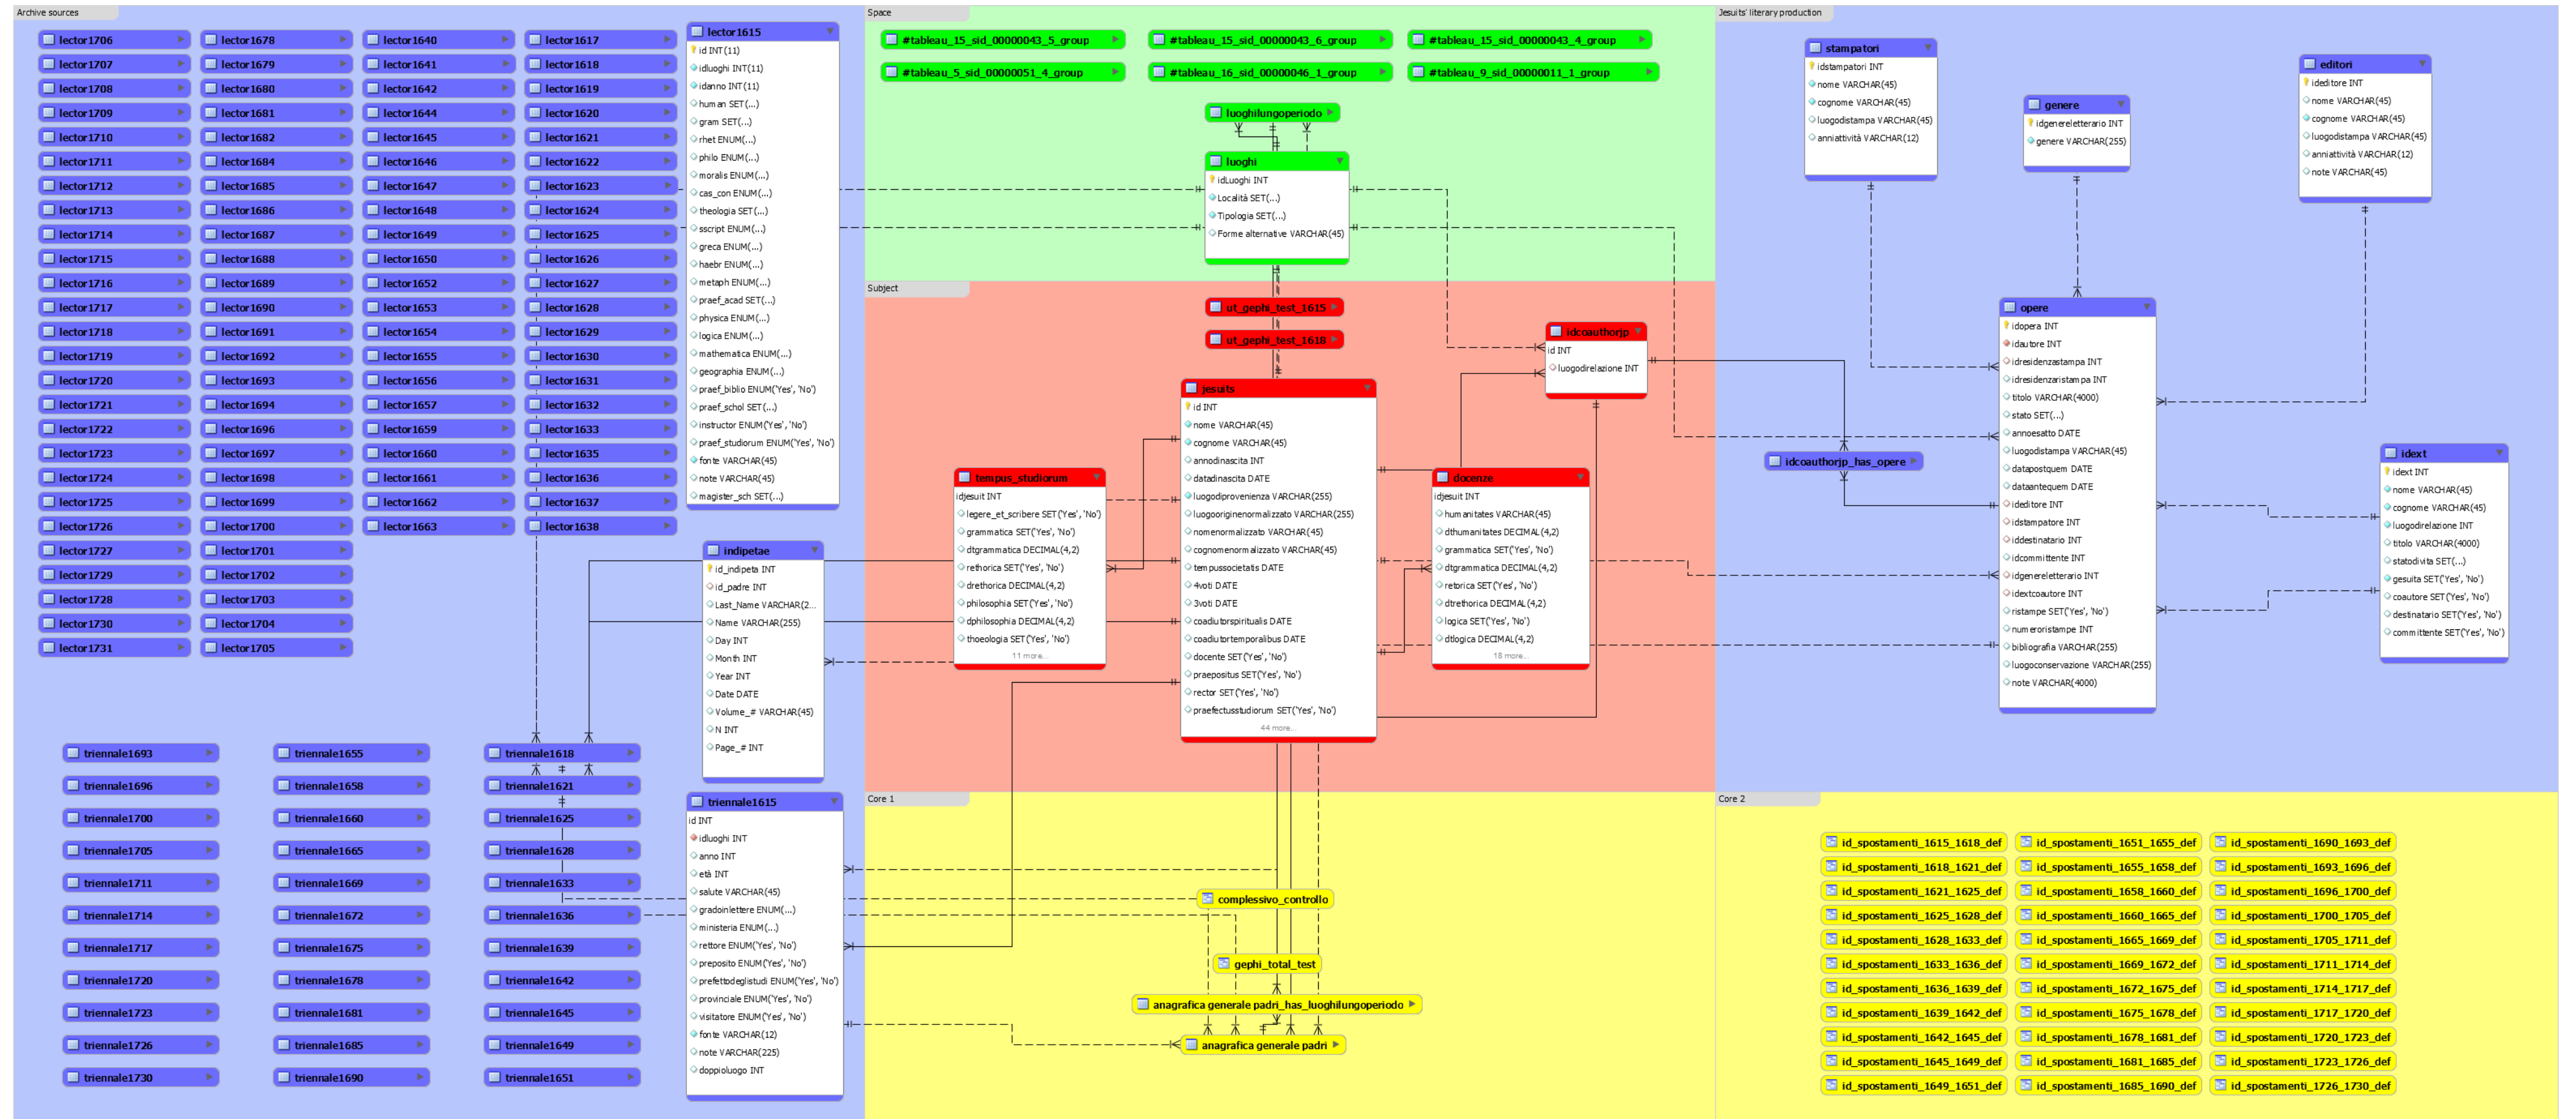 Archive sources
lector1706
lector1707
lector1708
lector1709
lector1710
lector1711
lector1712
lector1713
lector1714
lector1715
lector1716
lector1717
lector1718
lector1719
lector1720
lector1721
lector1722
lector1723
lector1724
lector1725
lector1726
lector1727
lector1729
lector1728
lector1730
lector1731
lector1678
lector1679
lector1680
lector1681
lector1682
lector1684
lector1685
lector1686
lector1687
lector1688
lector1689
lector1690
lector1691
lector1692
lector1693
lector1694
lector1696
lector1697
lector1698
lector1699
lector1700
lector1701
lector1702
lector1703
lector1704
lector1705
lector1640
lector1641
lector1642
lector1644
lector1645
lector1646
lector1647
lector1648
lector1649
lector1650
lector1652
lector1653
lector1654
lector1655
lector1656
lector1657
lector1659
lector1660
lector1661
lector1662
lector1663
lector1617
lector1618
lector1619
lector1620
lector1621
lector1622
lector1623
lector1624
lector1625
lector1626
lector1627
lector1628
lector1629
lector1630
lector1631
lector1632
lector1633
lector1635
lector1636
lector1637
lector1638
lector1615
id INT(11)
idluoghi INT(11)
idanno INT(11)
human SET(...)
gram SET(...)
rhet ENUM(...)
philo ENUM(...)
moralis ENUM(...)
cas_con ENUM(...)
theologia SET(...)
sscript ENUM(...)
greca ENUM(...)
haebr ENUM(...)
metaph ENUM(...)
praef_acad SET(...)
physica ENUM(...)
logica ENUM(...)
mathematica ENUM(...)
geographia ENUM(...)
praef_biblio ENUM('Yes', 'No')
praef_schol SET(...)
instructor ENUM('Yes', 'No')
praef_studiorum ENUM('Yes', 'No')
fonte VARCHAR(45)
note VARCHAR(45)
magister_sch SET(...)
indipetae
id_indipeta INT
id_padre INT
Last_Name VARCHAR(2...
Name VARCHAR(255)
Day INT
Month INT
Year INT
Date DATE
Volume_# VARCHAR(45)
N INT
Page_# INT
triennale1693
triennale1696
triennale1700
triennale1705
triennale1711
triennale1714
triennale1717
triennale1720
triennale1723
triennale1726
triennale1730
triennale1655
triennale1658
triennale1660
triennale1665
triennale1669
triennale1672
triennale1675
triennale1678
triennale1681
triennale1685
triennale1690
triennale1618
triennale1621
triennale1625
triennale1628
triennale1633
triennale1636
triennale1639
triennale1642
triennale1645
triennale1649
triennale1651
triennale1615
id INT
idluoghi INT
anno INT
età INT
salute VARCHAR(45)
gradoinlettere ENUM(...)
ministeria ENUM(...)
rettore ENUM('Yes', 'No')
preposito ENUM('Yes', 'No')
prefettodeglistudi ENUM('Yes', 'No')
provinciale ENUM('Yes', 'No')
visitatore ENUM('Yes', 'No')
fonte VARCHAR(12)
note VARCHAR(225)
doppioluogo INT
Space
#tableau_15_sid_00000043_5_group
#tableau_15_sid_00000043_6_group
#tableau_15_sid_00000043_4_group
#tableau_5_sid_00000051_4_group
#tableau_16_sid_00000046_1_group
#tableau_9_sid_00000011_1_group
luoghilungoperiodo
luoghi
idLuoghi INT
Località SET(...)
Tipologia SET(...)
Forme alternative VARCHAR(45)
Subject
ut_gephi_test_1615
ut_gephi_test_1618
idcoauthorjp
id INT
luogodirelazione INT
jesuits
id INT
nome VARCHAR(45)
cognome VARCHAR(45)
annodinascita INT
datadinascita DATE
luogodiprovenienza VARCHAR(255)
luogooriginenormalizzato VARCHAR(255)
nomenormalizzato VARCHAR(45)
cognomenormalizzato VARCHAR(45)
tempussocietatis DATE
4voti DATE
3voti DATE
coadiutorspiritualis DATE
coadiutortemporalibus DATE
docente SET('Yes', 'No')
praepositus SET('Yes', 'No')
rector SET('Yes', 'No')
praefectusstudiorum SET('Yes', 'No')
44 more...
tempus_studiorum
idjesuit INT
legere_et_scribere SET('Yes', 'No')
grammatica SET('Yes', 'No')
dtgrammatica DECIMAL(4,2)
rethorica SET('Yes', 'No')
drethorica DECIMAL(4,2)
philosophia SET('Yes', 'No')
dphilosophia DECIMAL(4,2)
thoeologia SET('Yes', 'No')
11 more...
docenze
idjesuit INT
humanitates VARCHAR(45)
dthumanitates DECIMAL(4,2)
grammatica SET('Yes', 'No')
dtgrammatica DECIMAL(4,2)
retorica SET('Yes', 'No')
dtrethorica DECIMAL(4,2)
logica SET('Yes', 'No')
dtlogica DECIMAL(4,2)
18 more...
Core 1
complessivo_controllo
gephi_total_test
anagrafica generale padri_has_luoghilungoperiodo
anagrafica generale padri
Jesuits' literary production
stampatori
idstampatori INT
nome VARCHAR(45)
cognome VARCHAR(45)
luogodistampa VARCHAR(45)
anniattività VARCHAR(12)
genere
idgenereletterario INT
genere VARCHAR(255)
editori
ideditore INT
nome VARCHAR(45)
cognome VARCHAR(45)
luogodistampa VARCHAR(45)
anniattività VARCHAR(12)
note VARCHAR(45)
opere
idopera INT
idautore INT
idresidenzastampa INT
idresidenzaristampa INT
titolo VARCHAR(4000)
stato SET(...)
annoesatto DATE
luogodistampa VARCHAR(45)
datapostquem DATE
dataantequem DATE
ideditore INT
idstampatore INT
iddestinatario INT
idcommittente INT
idgenereletterario INT
idextcoautore INT
ristampe SET('Yes', 'No')
numeroristampe INT
bibliografia VARCHAR(255)
luogoconservazione VARCHAR(255)
note VARCHAR(4000)
idcoauthorjp_has_opere
idext
idext INT
nome VARCHAR(45)
cognome VARCHAR(45)
luogodirelazione INT
titolo VARCHAR(4000)
statodivita SET(...)
gesuita SET('Yes', 'No')
coautore SET('Yes', 'No')
destinatario SET('Yes', 'No')
committente SET('Yes', 'No')
Core 2
id_spostamenti_1615_1618_def
id_spostamenti_1618_1621_def
id_spostamenti_1621_1625_def
id_spostamenti_1625_1628_def
id_spostamenti_1628_1633_def
id_spostamenti_1633_1636_def
id_spostamenti_1636_1639_def
id_spostamenti_1639_1642_def
id_spostamenti_1642_1645_def
id_spostamenti_1645_1649_def
id_spostamenti_1649_1651_def
id_spostamenti_1651_1655_def
id_spostamenti_1655_1658_def
id_spostamenti_1658_1660_def
id_spostamenti_1660_1665_def
id_spostamenti_1665_1669_def
id_spostamenti_1669_1672_def
id_spostamenti_1672_1675_def
id_spostamenti_1675_1678_def
id_spostamenti_1678_1681_def
id_spostamenti_1681_1685_def
id_spostamenti_1685_1690_def
id_spostamenti_1690_1693_def
id_spostamenti_1693_1696_def
id_spostamenti_1696_1700_def
id_spostamenti_1700_1705_def
id_spostamenti_1705_1711_def
id_spostamenti_1711_1714_def
id_spostamenti_1714_1717_def
id_spostamenti_1717_1720_def
id_spostamenti_1720_1723_def
id_spostamenti_1723_1726_def
id_spostamenti_1726_1730_def